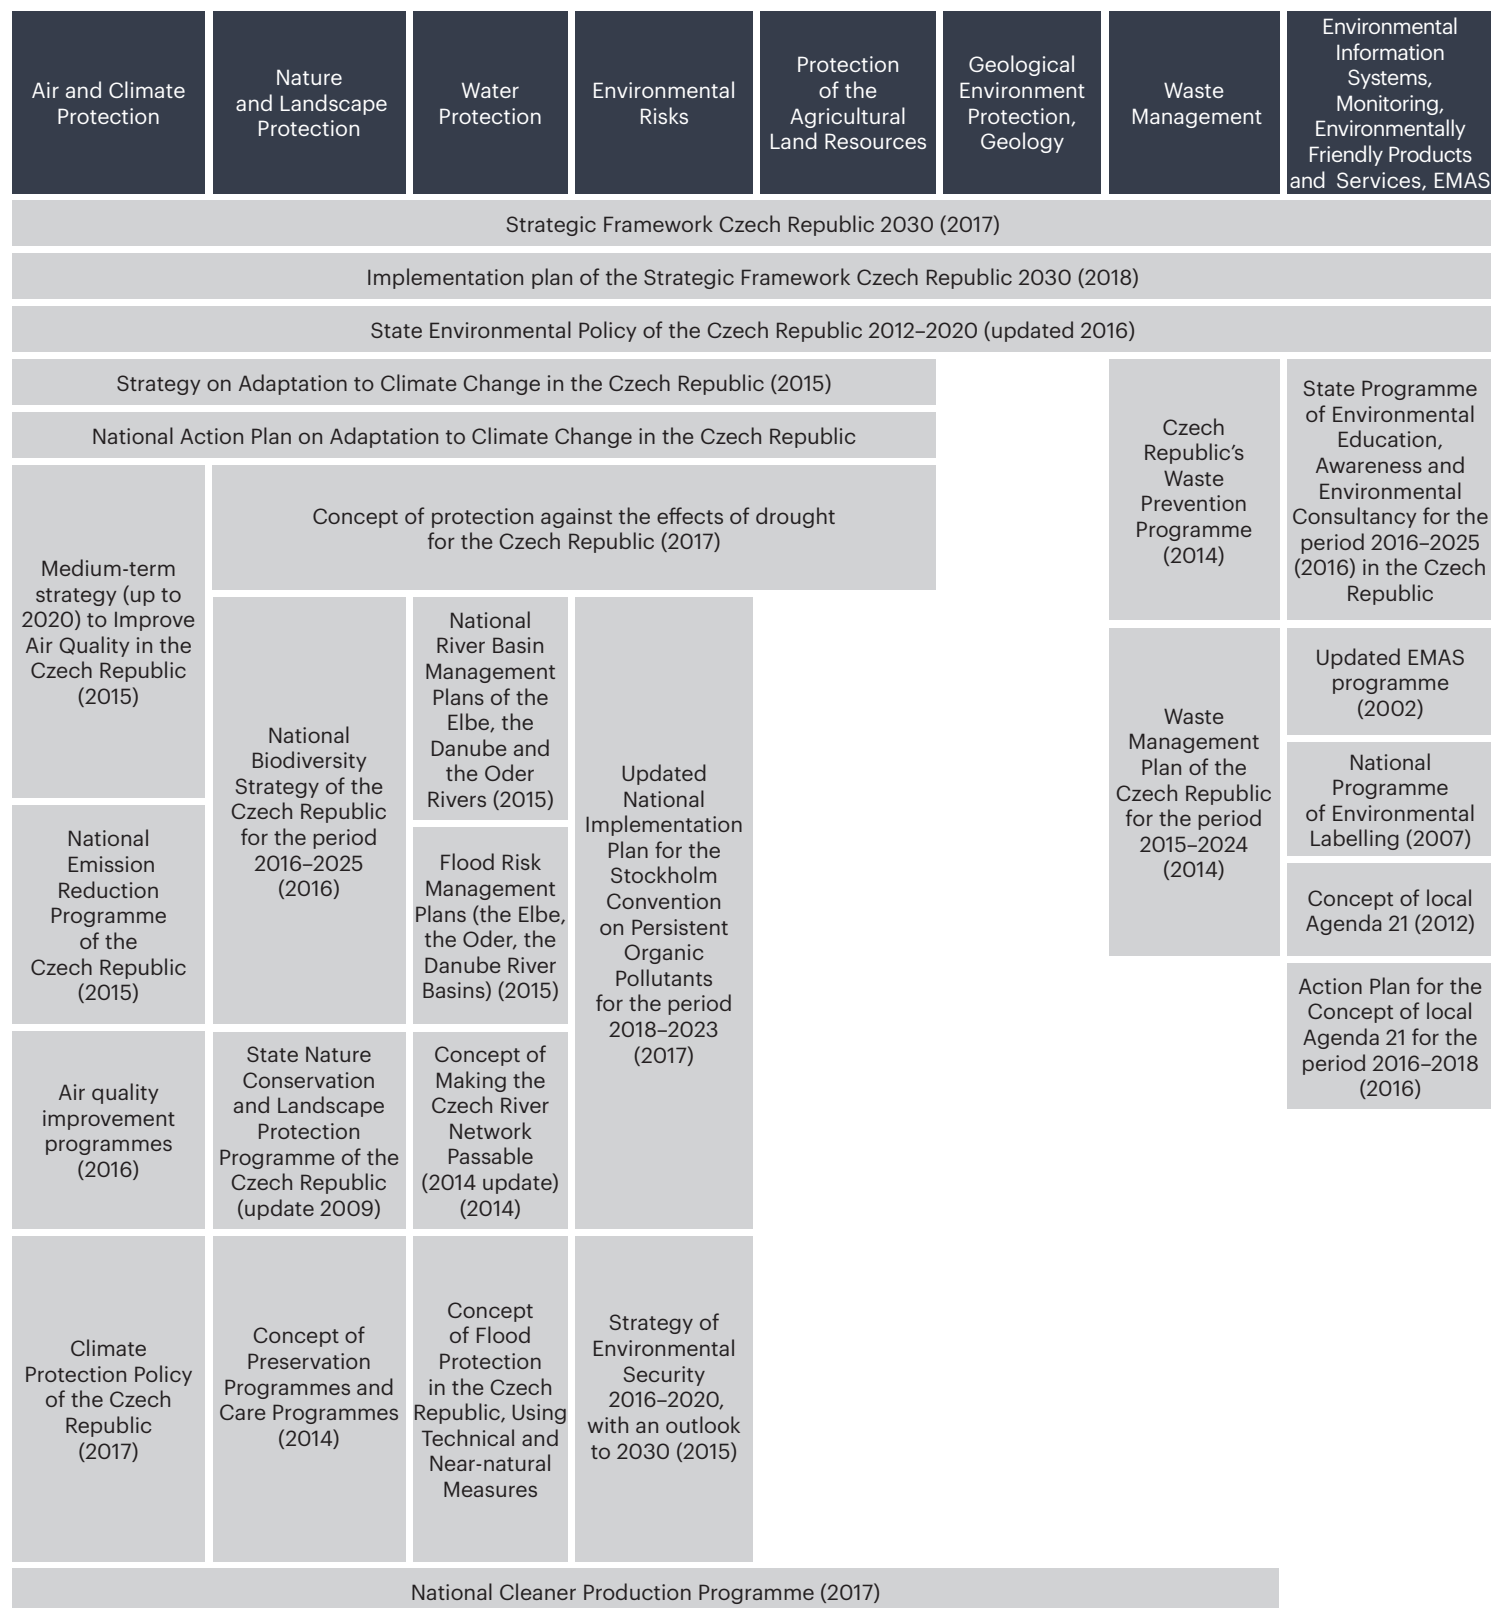 Air and Climate
Protection
Nature
and Landscape
Protection
Water
Protection
Environmental
Risks
Protection
of the
Agricultural
Land Resources
Geological
Environment
Protection,
Geology
Waste
Management
Environmental
Information
Systems,
Monitoring,
Environmentally
Friendly Products
and Services, EMAS
Strategic Framework Czech Republic 2030 (2017)
Implementation plan of the Strategic Framework Czech Republic 2030 (2018)
State Environmental Policy of the Czech Republic 2012–2020 (updated 2016)
Strategy on Adaptation to Climate Change in the Czech Republic (2015)
National Action Plan on Adaptation to Climate Change in the Czech Republic
Medium-term
strategy (up to
2020) to Improve
Air Quality in the
Czech Republic
(2015)
National
Emission
Reduction
Programme
of the
Czech Republic
(2015)
Air quality
improvement
programmes
(2016)
Climate
Protection Policy
of the Czech
Republic
(2017)
Concept of protection against the effects of drought
for the Czech Republic (2017)
National
Biodiversity
Strategy of the
Czech Republic
for the period
2016–2025
(2016)
State Nature
Conservation
and Landscape
Protection
Programme of the
Czech Republic
(update 2009)
Concept of
Preservation
Programmes and
Care Programmes
(2014)
National
River Basin
Management
Plans of the
Elbe, the
Danube and
the Oder
Rivers (2015)
Flood Risk
Management
Plans (the Elbe,
the Oder, the
Danube River
Basins) (2015)
Concept of
Making the
Czech River
Network
Passable
(2014 update)
(2014)
Concept
of Flood
Protection
in the Czech
Republic, Using
Technical and
Near-natural
Measures
Updated
National
Implementation
Plan for the
Stockholm
Convention
on Persistent
Organic
Pollutants
for the period
2018–2023
(2017)
Strategy of
Environmental
Security
2016–2020,
with an outlook
to 2030 (2015)
Czech
Republic’s
Waste
Prevention
Programme
(2014)
Waste
Management
Plan of the
Czech Republic
for the period
2015–2024
(2014)
State Programme
of Environmental
Education,
Awareness and
Environmental
Consultancy for the
period 2016–2025
(2016) in the Czech
Republic
Updated EMAS
programme
(2002)
National
Programme
of Environmental
Labelling (2007)
Concept of local
Agenda 21 (2012)
Action Plan for the
Concept of local
Agenda 21 for the
period 2016–2018
(2016)
National Cleaner Production Programme (2017)